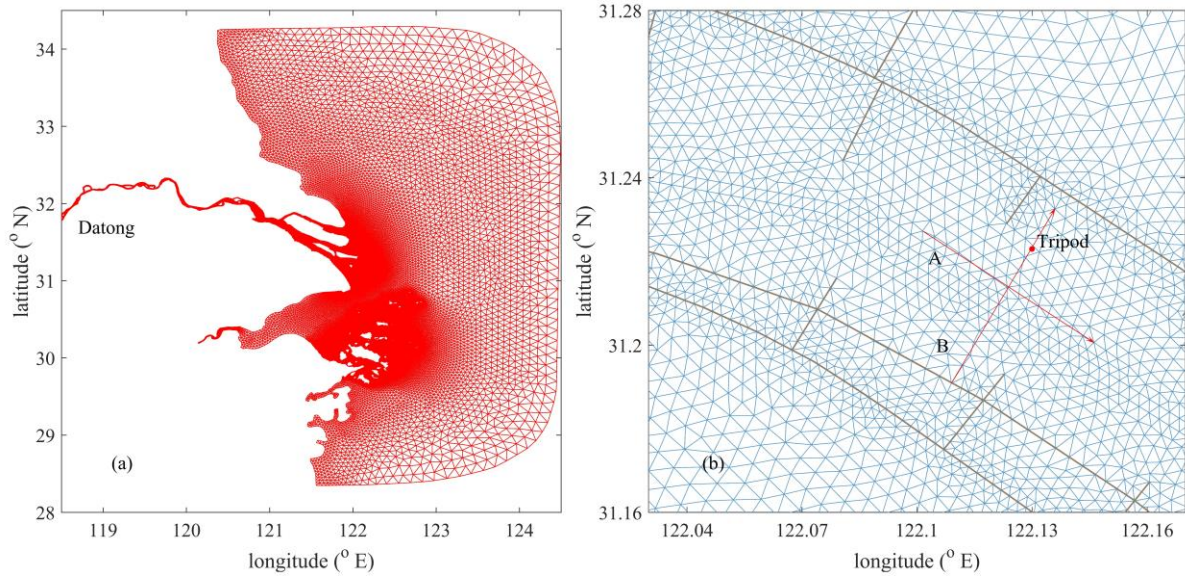 34
33
32
31
30
29
28
latitude (° N)
Datong
(a)
119
120
121
122
123
124
longitude (° E)
31.28
31.24
31.2
31.16
latitude (° N)
A
Tripod
B
(b)
122.04
122.07
122.1
122.13
122.16
longitude (° E)